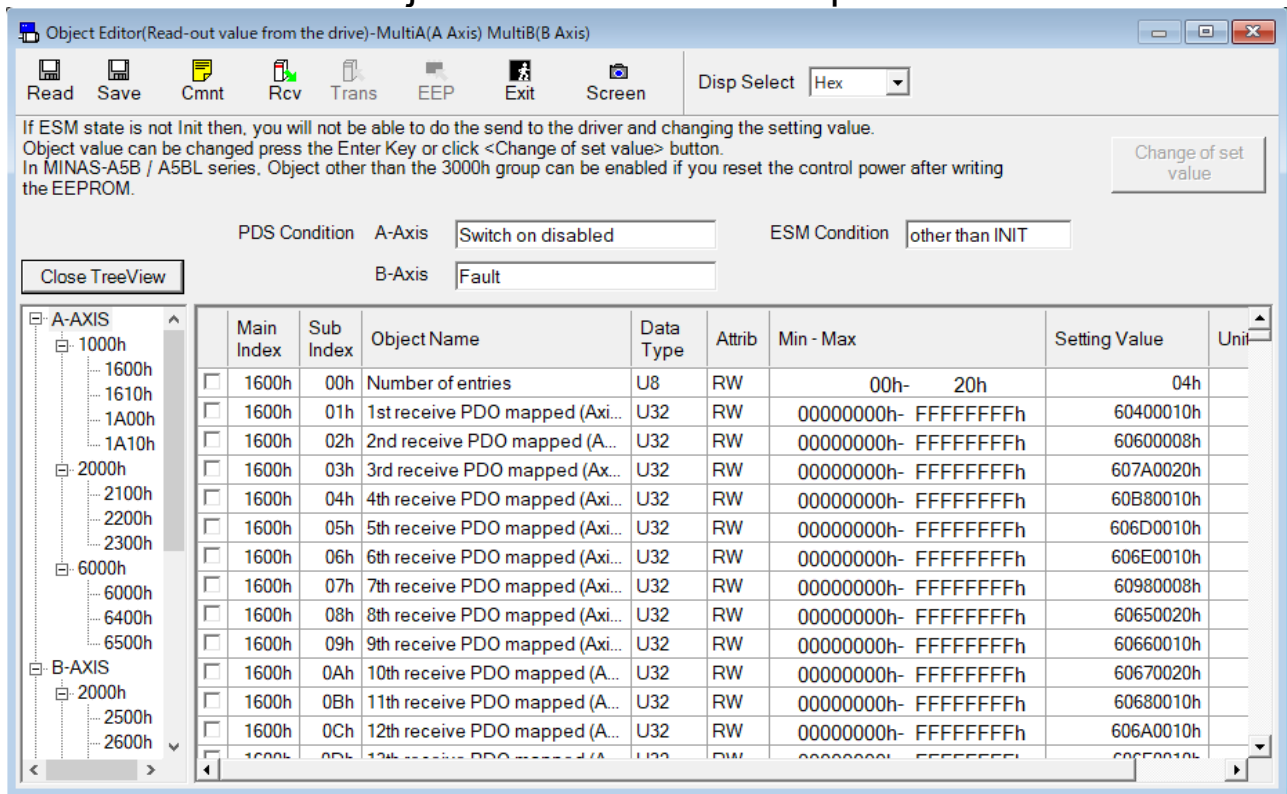 Object Editor(Read-out value from the drive)-MultiA(A Axis) MultiB(B Axis)
Read Save Cmnt Rcv Trans EEP Exit Screen Disp Select Hex
If ESM state is not Init then, you will not be able to do the send to the driver and changing the setting value.
Object value can be changed press the Enter Key or click <Change of set value> button.
In MINAS-A5B / A5BL series, Object other than the 3000h group can be enabled if you reset the control power after writing
the EEPROM.
Change of set
value
PDS Condition A-Axis Switch on disabled ESM Condition other than INIT
Close TreeView B-Axis Fault
A-AXIS
1000h
1600h
1610h
1A00h
1A10h
2000h
2100h
2200h
2300h
6000h
6000h
6400h
6500h
B-AXIS
2000h
2500h
2600h
Main Index Sub Index Object Name Data Type Attrib Min - Max Setting Value Unit
1600h 00h Number of entries U8 RW 00h- 20h 04h
1600h 01h 1st receive PDO mapped (Axi... U32 RW 00000000h- FFFFFFFFh 60400010h
1600h 02h 2nd receive PDO mapped (A... U32 RW 00000000h- FFFFFFFFh 60600008h
1600h 03h 3rd receive PDO mapped (Ax... U32 RW 00000000h- FFFFFFFFh 607A0020h
1600h 04h 4th receive PDO mapped (Axi... U32 RW 00000000h- FFFFFFFFh 60B80010h
1600h 05h 5th receive PDO mapped (Axi... U32 RW 00000000h- FFFFFFFFh 606D0010h
1600h 06h 6th receive PDO mapped (Axi... U32 RW 00000000h- FFFFFFFFh 606E0010h
1600h 07h 7th receive PDO mapped (Axi... U32 RW 00000000h- FFFFFFFFh 60980008h
1600h 08h 8th receive PDO mapped (Axi... U32 RW 00000000h- FFFFFFFFh 60650020h
1600h 09h 9th receive PDO mapped (Axi... U32 RW 00000000h- FFFFFFFFh 60660010h
1600h 0Ah 10th receive PDO mapped (A... U32 RW 00000000h- FFFFFFFFh 60670020h
1600h 0Bh 11th receive PDO mapped (A... U32 RW 00000000h- FFFFFFFFh 60680010h
1600h 0Ch 12th receive PDO mapped (A... U32 RW 00000000h- FFFFFFFFh 606A0010h